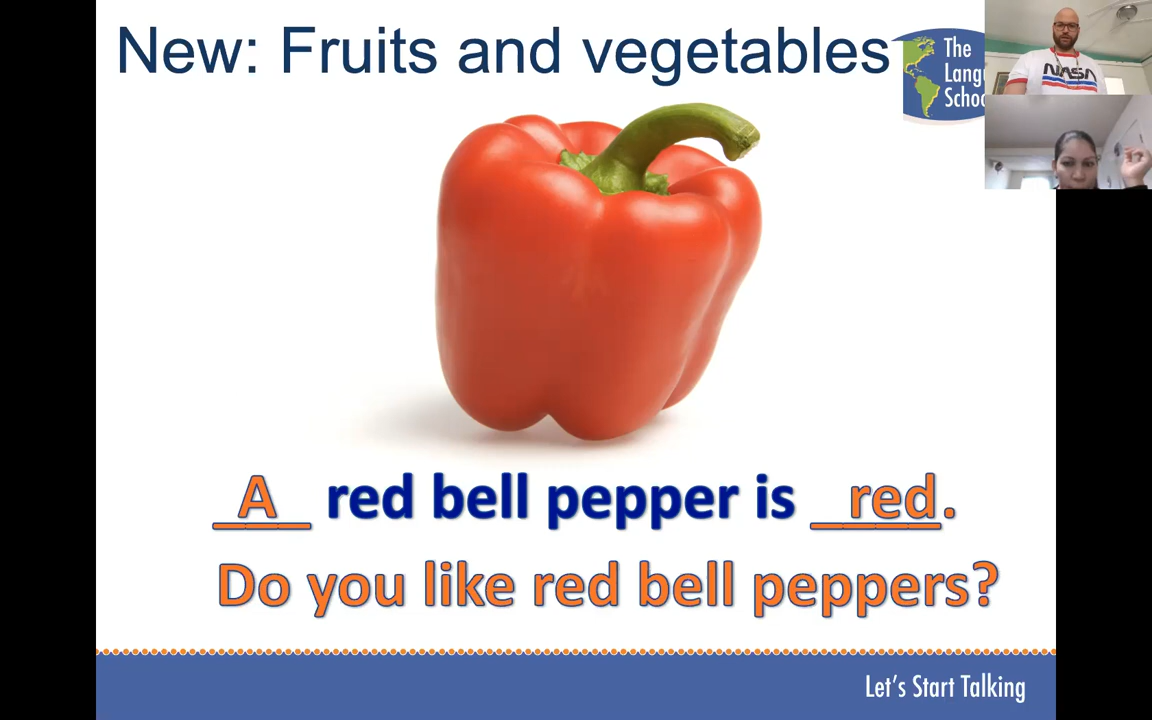 New: Fruits and vegetables
The
NASA
A red bell pepper is red.
Do you like red bell peppers?
Let's Start Talking